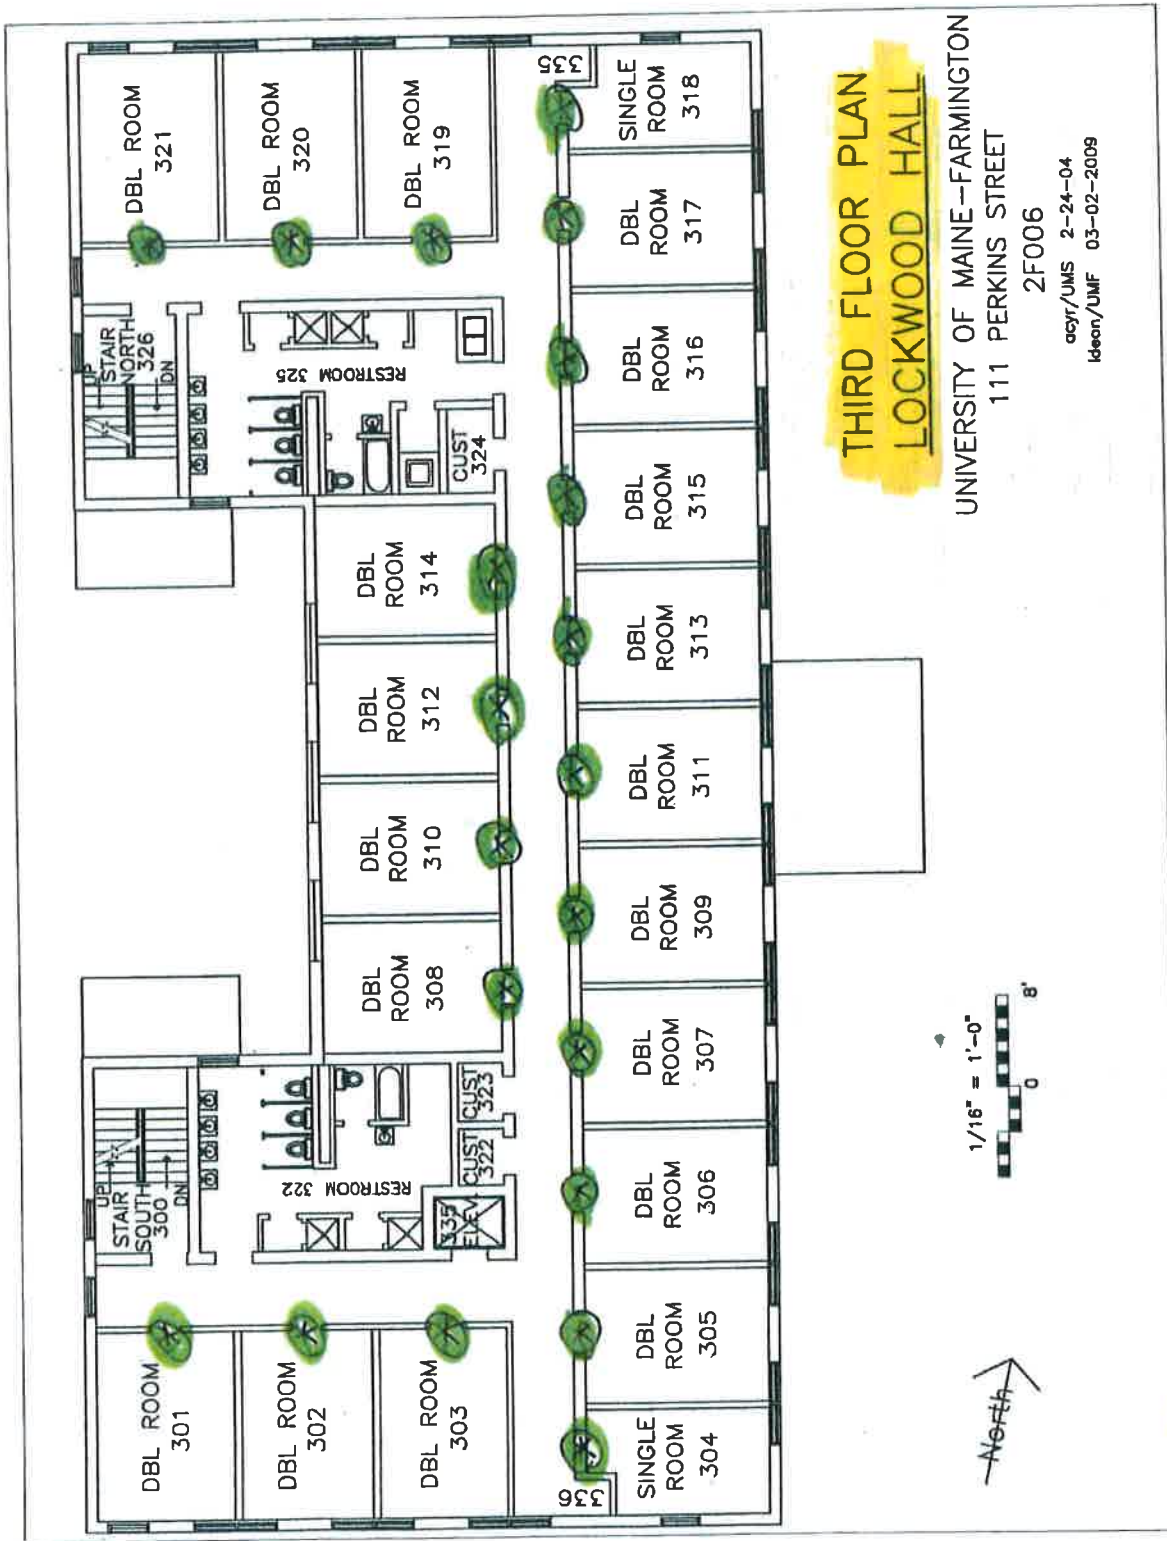 THIRD FLOOR PLAN
LOCKWOOD HALL
UNIVERSITY OF MAINE-FARMINGTON
111 PERKINS STREET
2F006
acyr/UMS 2-24-04
ldean/UMF 03-02-2009
DBL ROOM
321
DBL ROOM
320
DBL ROOM
319
335
SINGLE
ROOM
318
UP
STAIR
NORTH
326
DN
RESTROOM 325
CUST
324
DBL
ROOM
317
DBL
ROOM
316
DBL
ROOM
315
DBL
ROOM
314
DBL
ROOM
313
DBL
ROOM
312
DBL
ROOM
311
DBL
ROOM
310
DBL
ROOM
309
DBL
ROOM
308
DBL
ROOM
307
UP
STAIR
SOUTH
300
DN
RESTROOM 322
CUST
323
CUST
322
335
ELEV
DBL
ROOM
306
DBL
ROOM
305
DBL ROOM
301
DBL ROOM
302
DBL ROOM
303
336
SINGLE
ROOM
304
1/16" = 1'-0"
0
8'
North